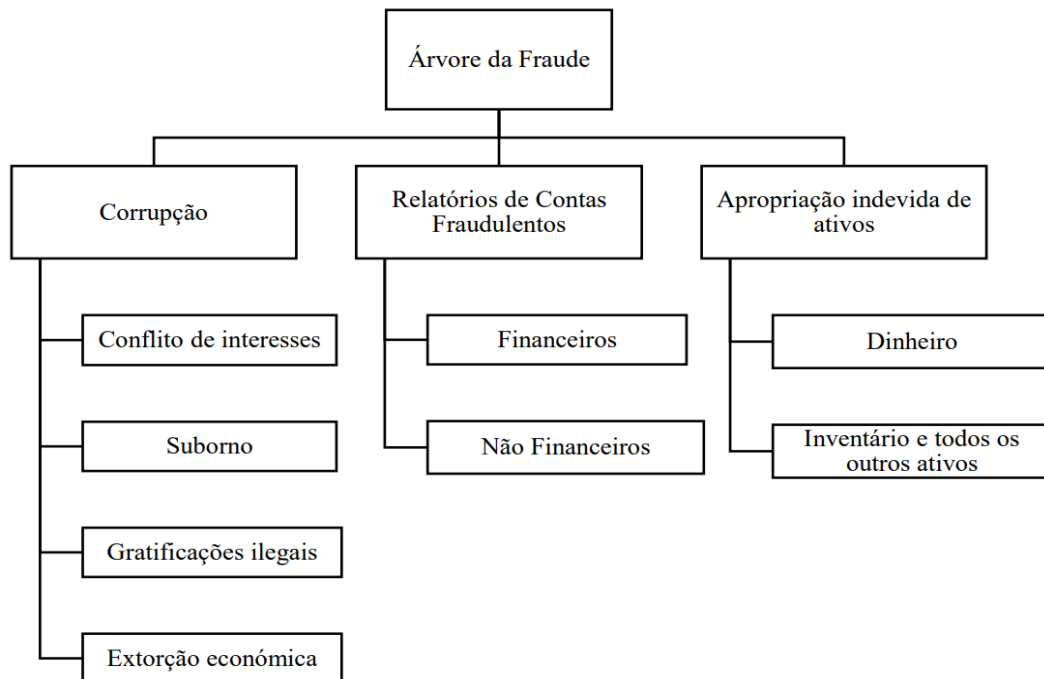 Árvore da Fraude
Corrupção
Relatórios de Contas
Fraudulentos
Apropriação indevida de
ativos
Conflito de interesses
Suborno
Gratificações ilegais
Extorção económica
Financeiros
Não Financeiros
Dinheiro
Inventário e todos os
outros ativos